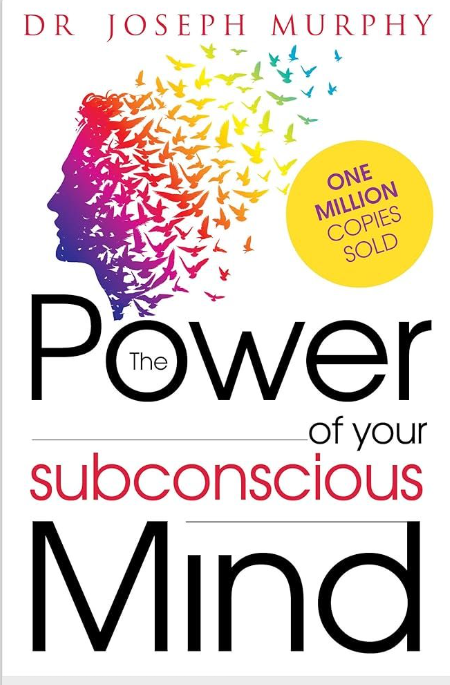 DR JOSEPH MURPHY
ONE
MILLION
COPIES
SOLD
The
Power
of your
subconscious
Mind